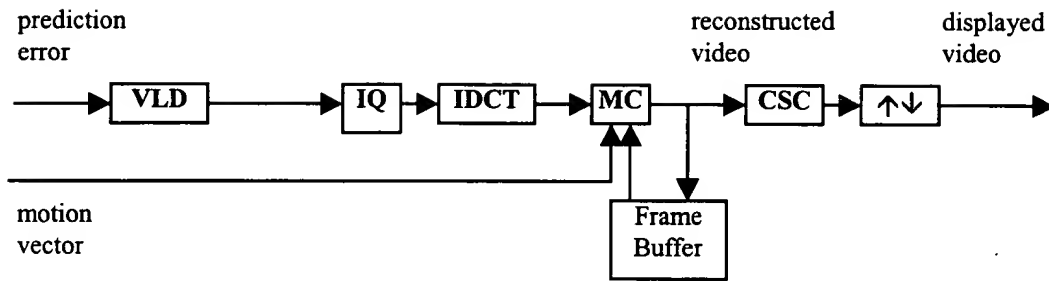 prediction
error
reconstructed
video
displayed
video
VLD
IQ
IDCT
MC
CSC
↑↓
motion
vector
Frame
Buffer